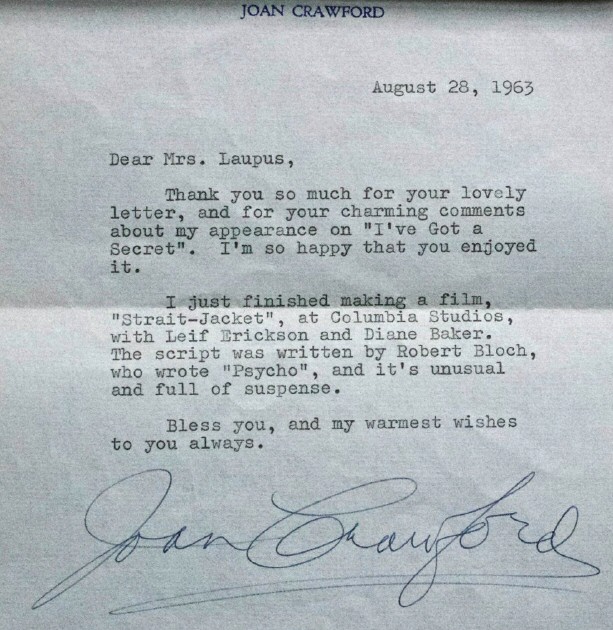 JOAN CRAWFORD
August 28, 1963
Dear Mrs. Laupus,
Thank you so much for your lovely
letter, and for your charming comments
about my appearance on "I've Got a
Secret". I'm so happy that you enjoyed
it.
I just finished making a film,
"Strait-Jacket", at Columbia Studios,
with Leif Erickson and Diane Baker.
The script was written by Robert Bloch,
who wrote "Psycho", and it's unusual
and full of suspense.
Bless you, and my warmest wishes
to you always.
Joan Crawford